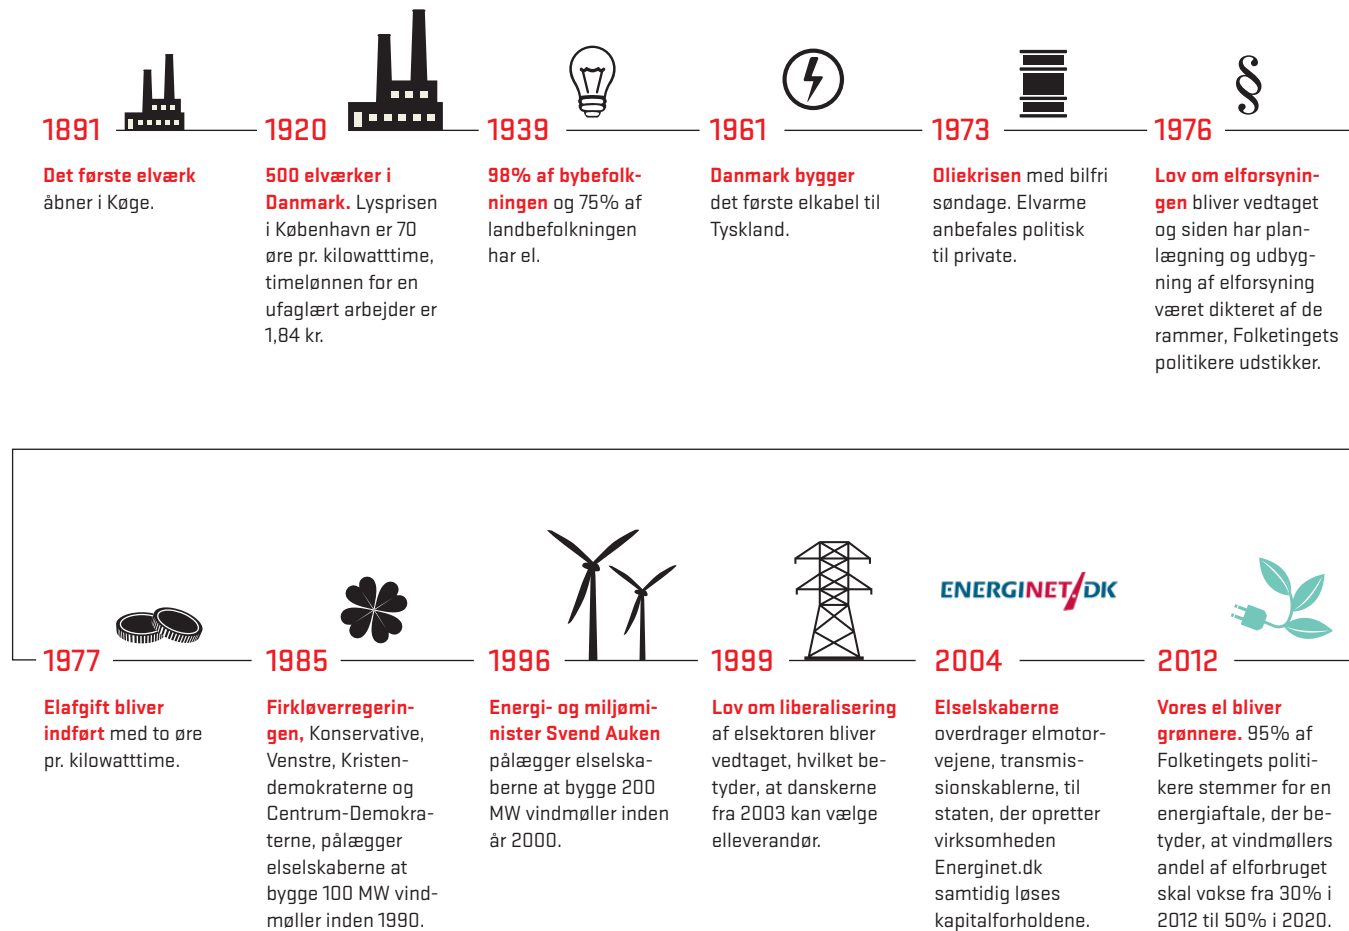 1891
Det første elværk
åbner i Køge.
1920
500 elværker i
Danmark. Lysprisen
i København er 70
øre pr. kilowatttime,
timelønnen for en
ufaglært arbejder er
1,84 kr.
1939
98% af bybefolk-
ningen og 75% af
landbefolkningen
har el.
1961
Danmark bygger
det første elkabel til
Tyskland.
1973
Oliekrisen med bilfri
søndage. Elvarme
anbefales politisk
til private.
§
1976
Lov om elforsynin-
gen bliver vedtaget
og siden har plan-
lægning og udbyg-
ning af elforsyning
været dikteret af de
rammer, Folketingets
politikere udstikker.
1977
Elafgift bliver
indført med to øre
pr. kilowatttime.
1985
Firkløverregerin-
gen, Konservative,
Venstre, Kristen-
demokraterne og
Centrum-Demokra-
terne, pålægger
elselskaberne at
bygge 100 MW vind-
møller inden 1990.
1996
Energi- og miljømi-
nister Svend Auken
pålægger elselska-
berne at bygge 200
MW vindmøller inden
år 2000.
1999
Lov om liberalisering
af elsektoren bliver
vedtaget, hvilket be-
tyder, at danskerne
fra 2003 kan vælge
elleverandør.
ENERGINET/DK
2004
Elselskaberne
overdrager elmotor-
vejene, transmis-
sionskablerne, til
staten, der opretter
virksomheden
Energinet.dk
samtidig løses
kapitalforholdene.
2012
Vores el bliver
grønnere. 95% af
Folketingets politi-
kere stemmer for en
energiaftale, der be-
tyder, at vindmøllers
andel af elforbruget
skal vokse fra 30% i
2012 til 50% i 2020.